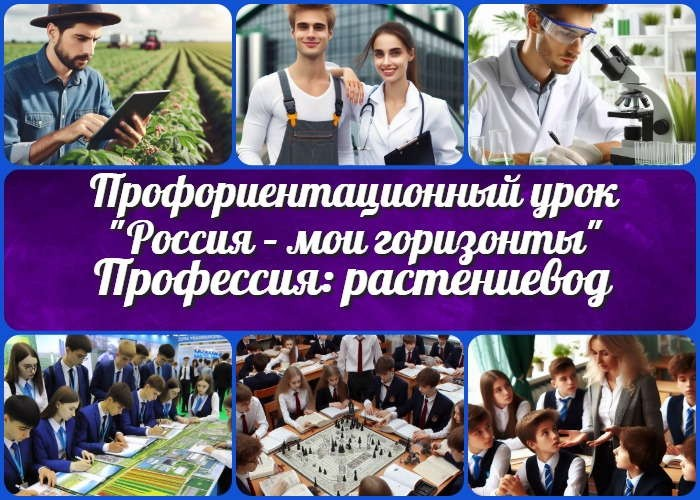 Профориентационный урок
"Россия – мои горизонты"
Профессия: растениевод